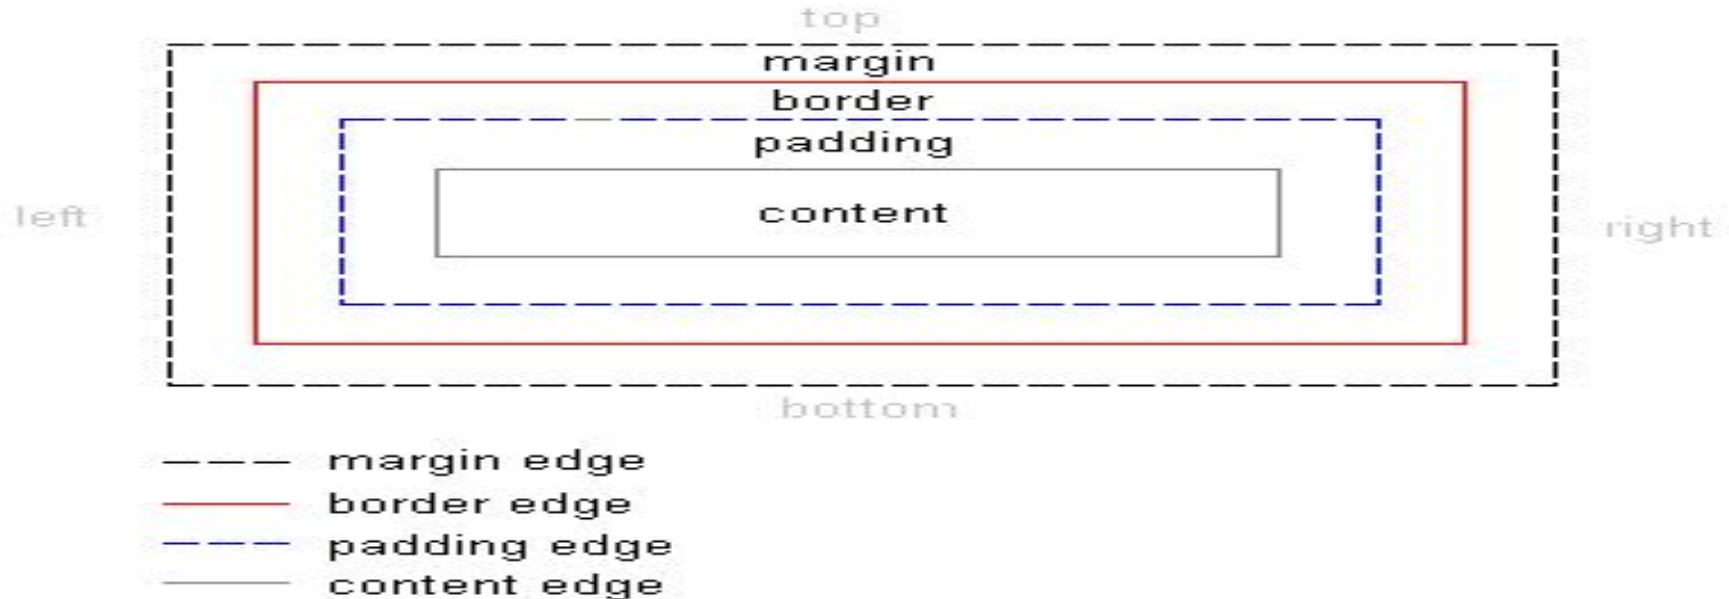 top
margin
border
padding
content
left
right
bottom
margin edge
border edge
padding edge
content edge